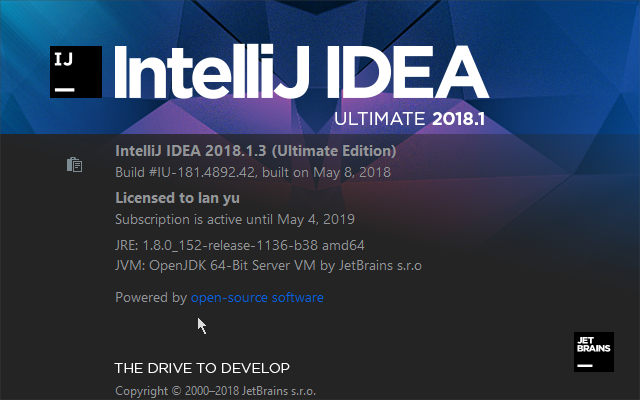 IJ
IntelliJ IDEA
ULTIMATE 2018.1
IntelliJ IDEA 2018.1.3 (Ultimate Edition)
Build #IU-181.4892.42, built on May 8, 2018
Licensed to lan yu
Subscription is active until May 4, 2019
JRE: 1.8.0_152-release-1136-b38 amd64
JVM: OpenJDK 64-Bit Server VM by JetBrains s.r.o
Powered by open-source software
JET
BRAINS
THE DRIVE TO DEVELOP
Copyright © 2000–2018 JetBrains s.r.o.